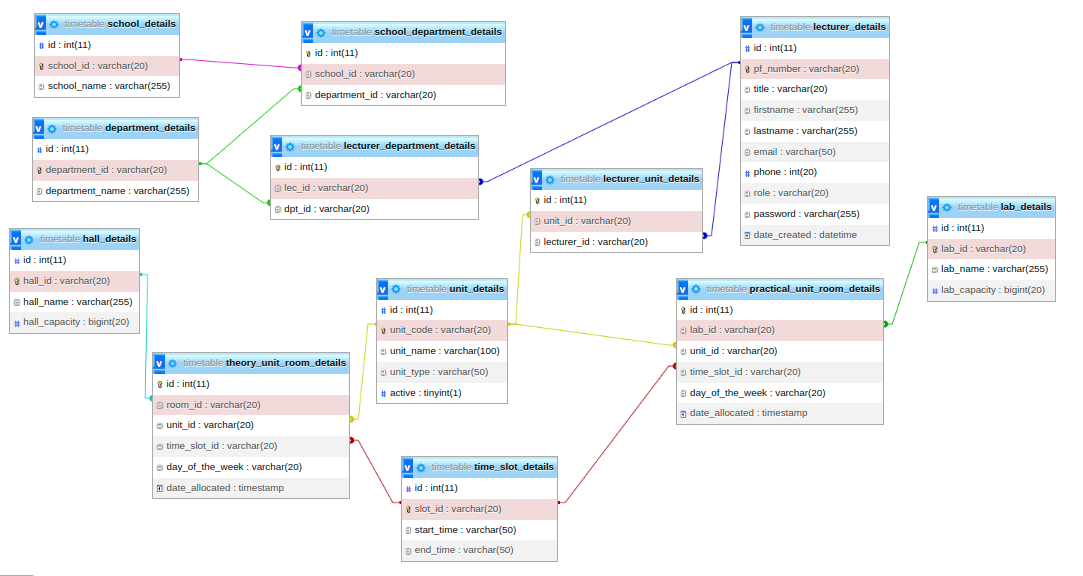 timetable school_details
id : int(11)
school_id : varchar(20)
school_name : varchar(255)
timetable school_department_details
id : int(11)
school_id : varchar(20)
department_id : varchar(20)
timetable lecturer_details
id : int(11)
pf_number : varchar(20)
title : varchar(20)
firstname : varchar(255)
lastname : varchar(255)
email : varchar(50)
phone : int(20)
role : varchar(20)
password : varchar(255)
date_created : datetime
timetable department_details
id : int(11)
department_id : varchar(20)
department_name : varchar(255)
timetable lecturer_department_details
id : int(11)
lec_id : varchar(20)
dpt_id : varchar(20)
timetable lecturer_unit_details
id : int(11)
unit_id : varchar(20)
lecturer_id : varchar(20)
timetable lab_details
id : int(11)
lab_id : varchar(20)
lab_name : varchar(255)
lab_capacity : bigint(20)
timetable hall_details
id : int(11)
hall_id : varchar(20)
hall_name : varchar(255)
hall_capacity : bigint(20)
timetable unit_details
id : int(11)
unit_code : varchar(20)
unit_name : varchar(100)
unit_type : varchar(50)
active : tinyint(1)
timetable practical_unit_room_details
id : int(11)
lab_id : varchar(20)
unit_id : varchar(20)
time_slot_id : varchar(20)
day_of_the_week : varchar(20)
date_allocated : timestamp
timetable theory_unit_room_details
id : int(11)
room_id : varchar(20)
unit_id : varchar(20)
time_slot_id : varchar(20)
day_of_the_week : varchar(20)
date_allocated : timestamp
timetable time_slot_details
id : int(11)
slot_id : varchar(20)
start_time : varchar(50)
end_time : varchar(50)